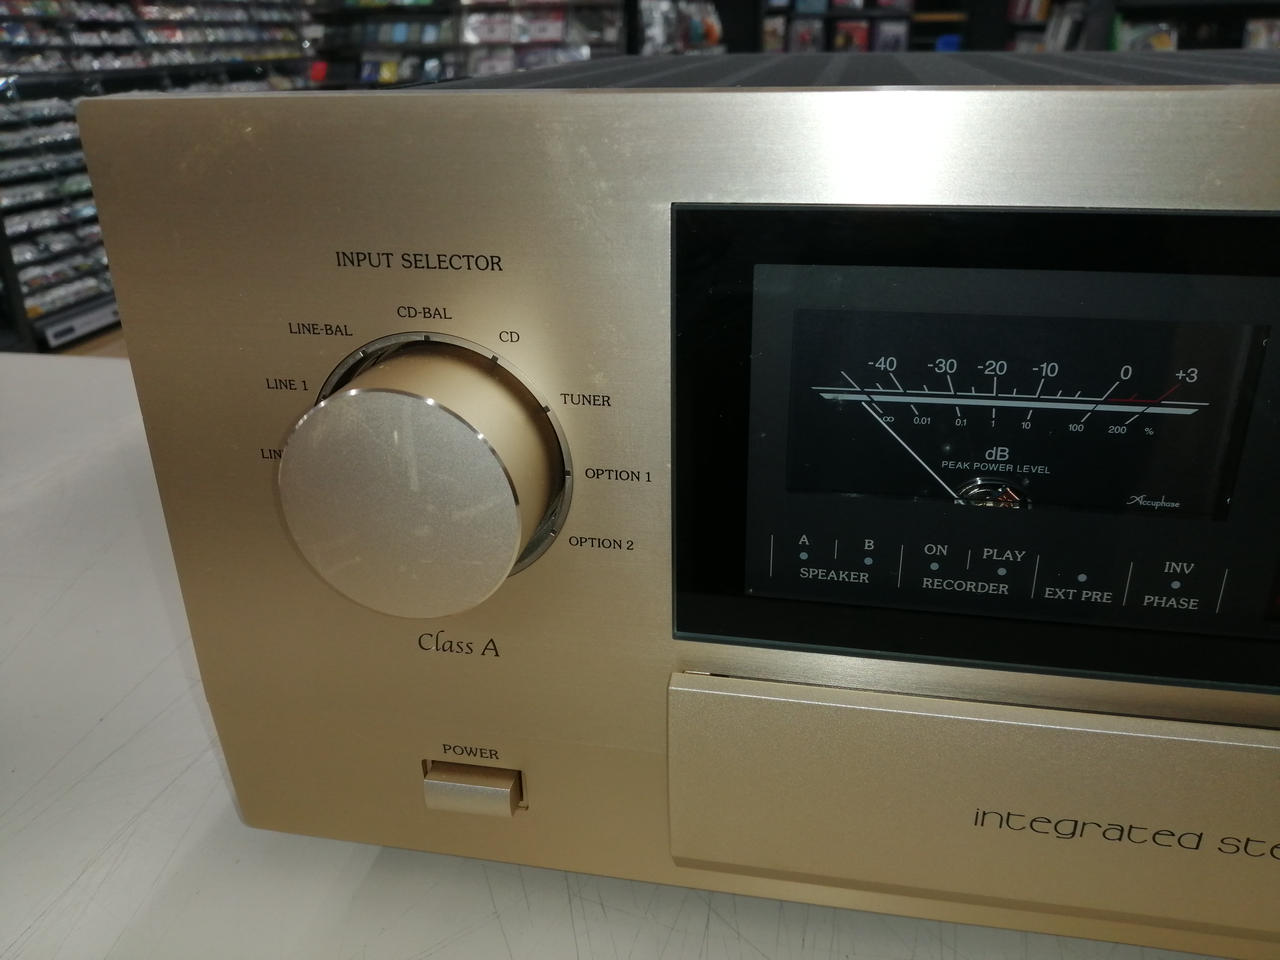 INPUT SELECTOR
CD-BAL
LINE-BAL
CD
LINE 1
TUNER
LIN
OPTION 1
OPTION 2
Class A
POWER
-40 -30 -20 -10 0 +3
∞ 0.01 0.1 1 10 100 200 %
dB
PEAK POWER LEVEL
Accuphase
A B ON PLAY INV
SPEAKER RECORDER EXT PRE PHASE
integrated ste